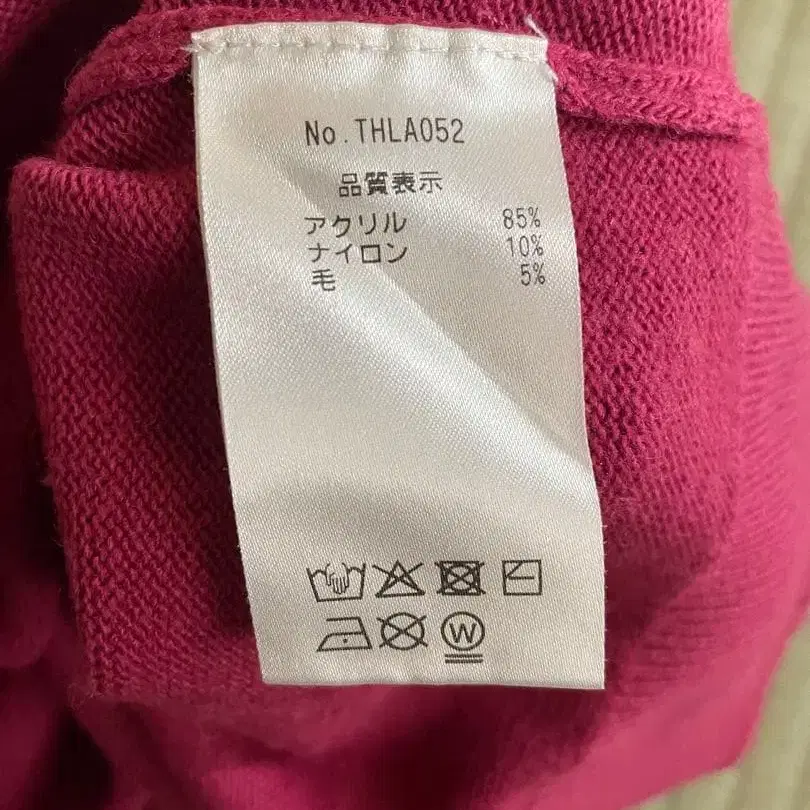 No.THLA052
品質表示
アクリル 85%
ナイロン 10%
毛 5%
W